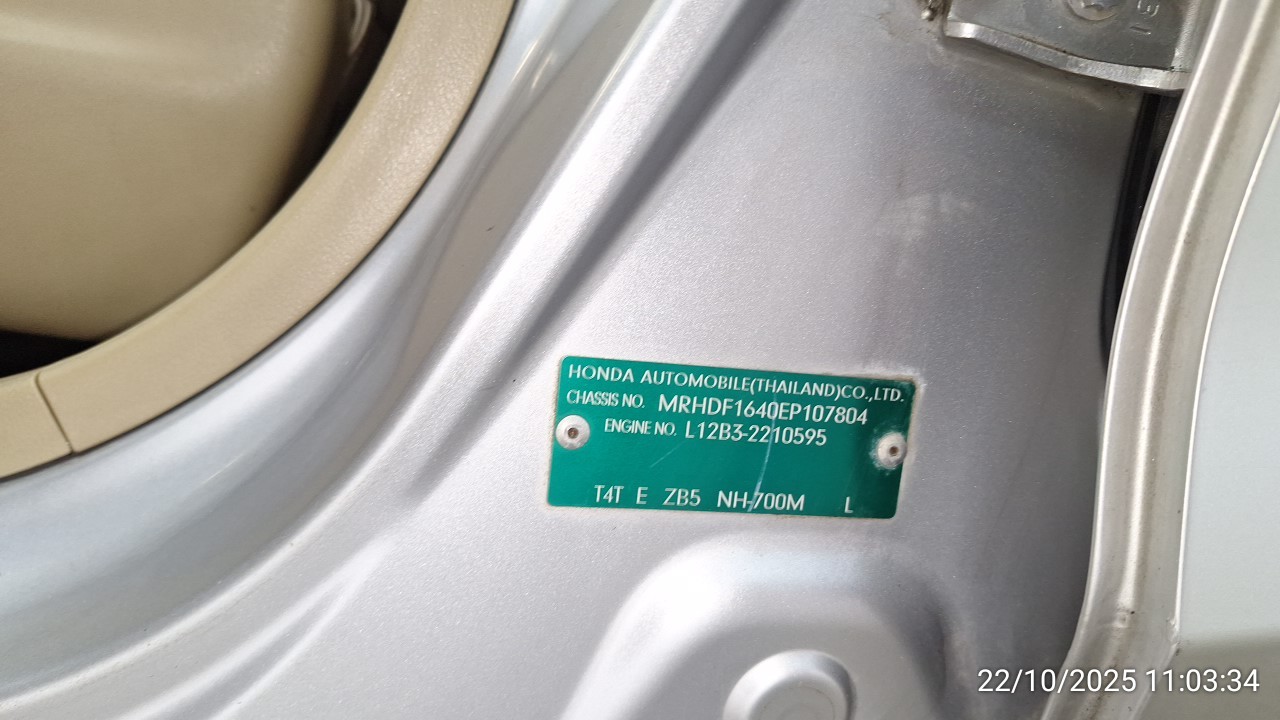 HONDA AUTOMOBILE(THAILAND)CO.,LTD.
CHASSIS NO. MRHDF1640EP107804
ENGINE NO. L12B3-2210595
T4T E ZB5 NH-700M L
22/10/2025 11:03:34